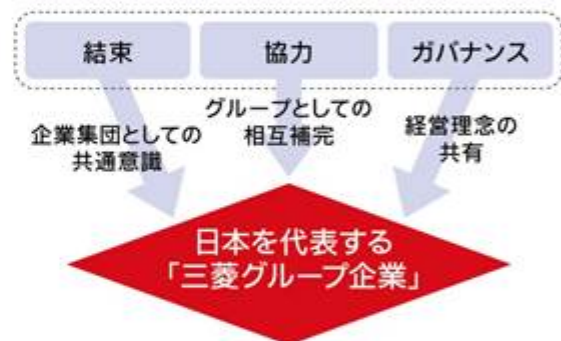 結束
協力
ガバナンス
企業集団としての
共通意識
グループとしての
相互補完
経営理念の
共有
日本を代表する
「三菱グループ企業」